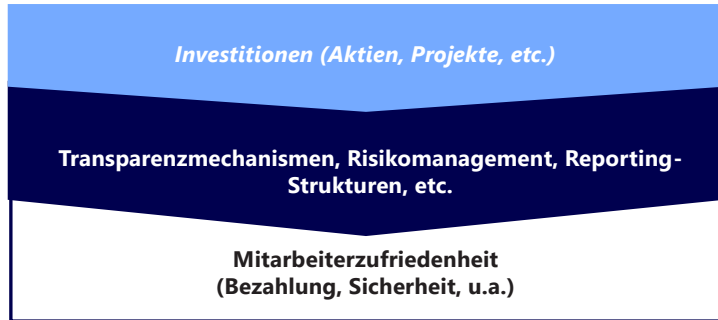 Investitionen (Aktien, Projekte, etc.)
Transparenzmechanismen, Risikomanagement, Reporting-
Strukturen, etc.
Mitarbeiterzufriedenheit
(Bezahlung, Sicherheit, u.a.)